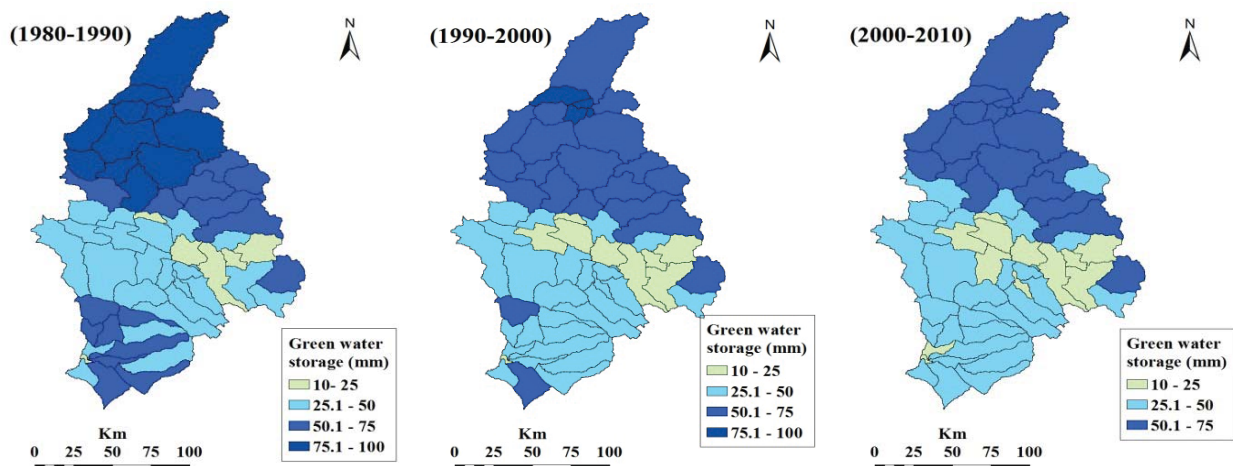 (1980-1990)
N
Green water
storage (mm)
10- 25
25.1 - 50
50.1 - 75
75.1 - 100
Km
0 25 50 75 100
(1990-2000)
N
Green water
storage (mm)
10 - 25
25.1 - 50
50.1 - 75
75.1 - 100
Km
0 25 50 75 100
(2000-2010)
N
Green water
storage (mm)
10 - 25
25.1 - 50
50.1 - 75
Km
0 25 50 75 100